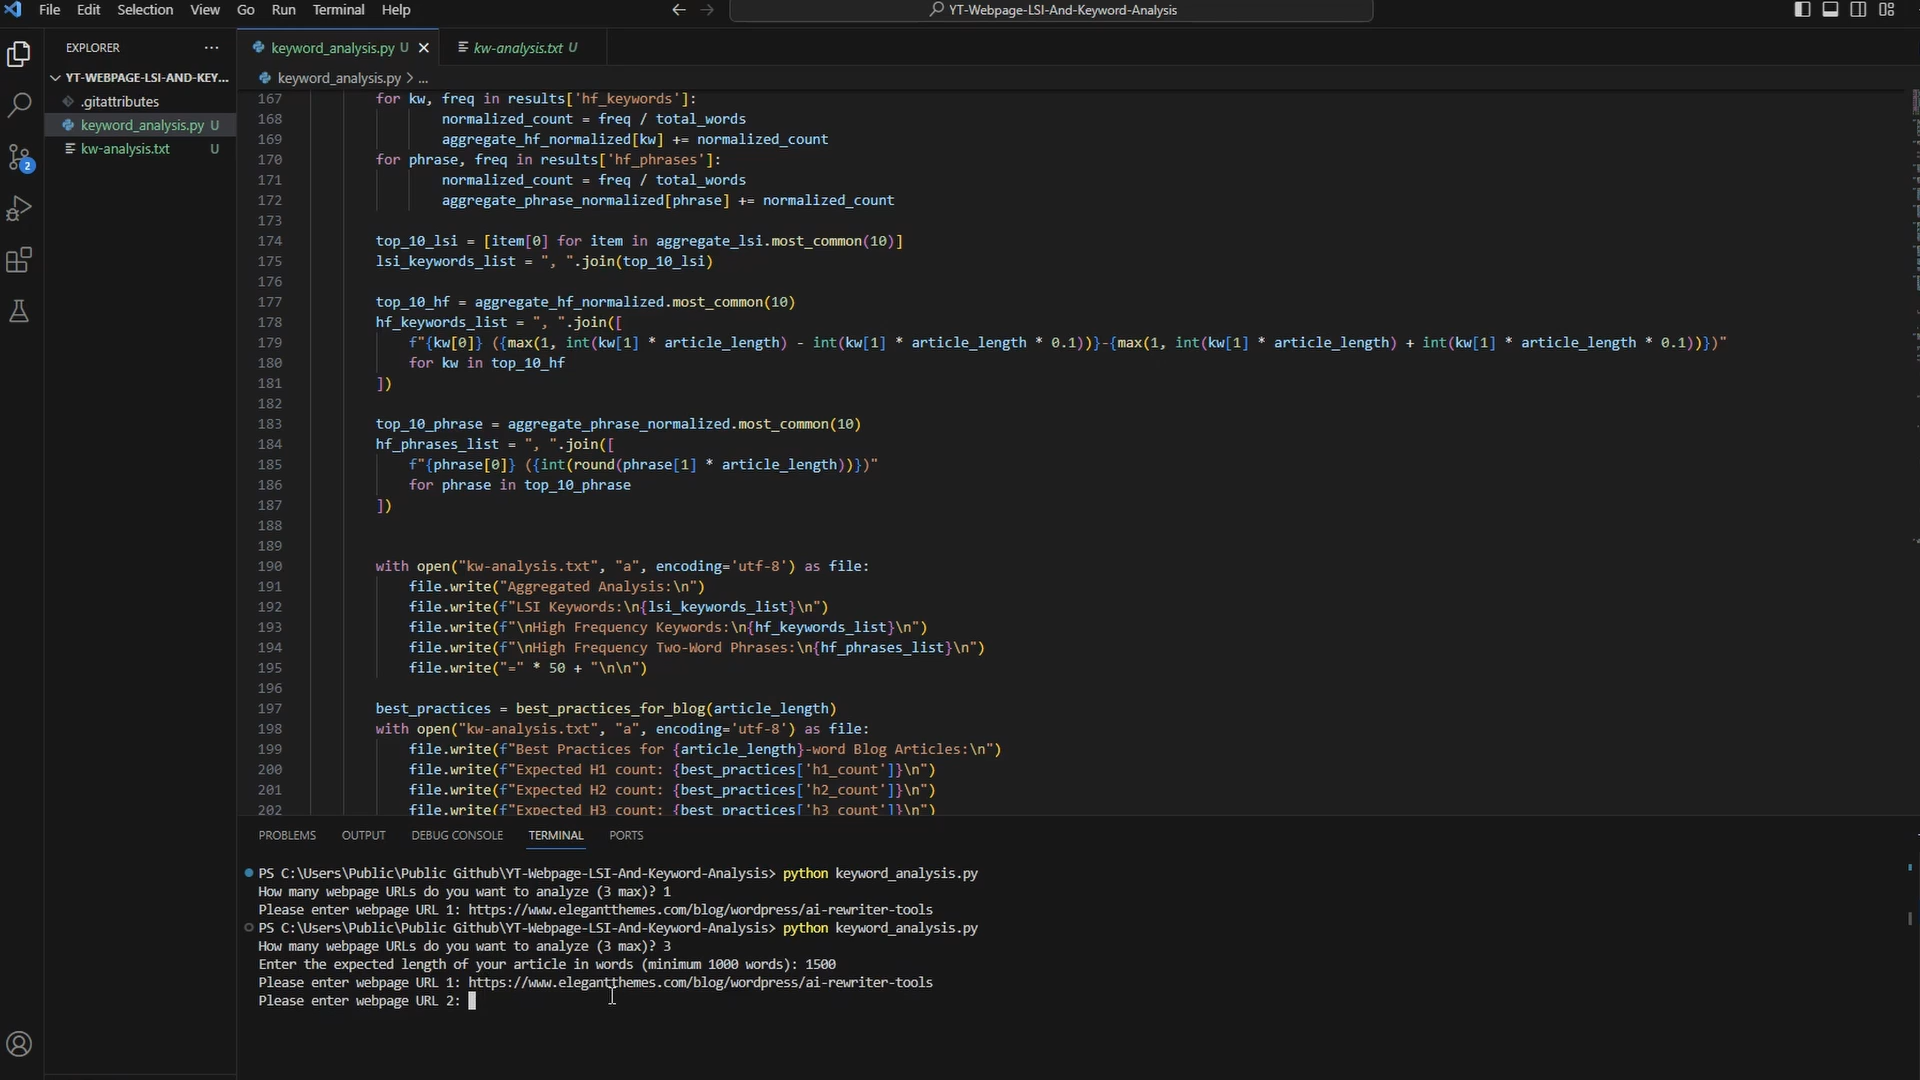 File Edit Selection View Go Run Terminal Help
YT-Webpage-LSI-And-Keyword-Analysis
EXPLORER ...
YT-WEBPAGE-LSI-AND-KEY...
.gitattributes
keyword_analysis.py U
kw-analysis.txt U
2
keyword_analysis.py U
kw-analysis.txt U
keyword_analysis.py > ...
167 for kw, freq in results['hf_keywords']:
168 normalized_count = freq / total_words
169 aggregate_hf_normalized[kw] += normalized_count
170 for phrase, freq in results['hf_phrases']:
171 normalized_count = freq / total_words
172 aggregate_phrase_normalized[phrase] += normalized_count
173
174 top_10_lsi = [item[0] for item in aggregate_lsi.most_common(10)]
175 lsi_keywords_list = ", ".join(top_10_lsi)
176
177 top_10_hf = aggregate_hf_normalized.most_common(10)
178 hf_keywords_list = ", ".join([
179 f"{kw[0]} ({max(1, int(kw[1] * article_length) - int(kw[1] * article_length * 0.1))}-{max(1, int(kw[1] * article_length) + int(kw[1] * article_length * 0.1))})"
180 for kw in top_10_hf
181 ])
182
183 top_10_phrase = aggregate_phrase_normalized.most_common(10)
184 hf_phrases_list = ", ".join([
185 f"{phrase[0]} ({int(round(phrase[1] * article_length))})"
186 for phrase in top_10_phrase
187 ])
188
189
190 with open("kw-analysis.txt", "a", encoding='utf-8') as file:
191 file.write("Aggregated Analysis:\n")
192 file.write(f"LSI Keywords:\n{lsi_keywords_list}\n")
193 file.write(f"\nHigh Frequency Keywords:\n{hf_keywords_list}\n")
194 file.write(f"\nHigh Frequency Two-Word Phrases:\n{hf_phrases_list}\n")
195 file.write("=" * 50 + "\n\n")
196
197 best_practices = best_practices_for_blog(article_length)
198 with open("kw-analysis.txt", "a", encoding='utf-8') as file:
199 file.write(f"Best Practices for {article_length}-word Blog Articles:\n")
200 file.write(f"Expected H1 count: {best_practices['h1_count']}\n")
201 file.write(f"Expected H2 count: {best_practices['h2_count']}\n")
202 file.write(f"Expected H3 count: {best_practices['h3_count']}\n")
PROBLEMS OUTPUT DEBUG CONSOLE TERMINAL PORTS
PS C:\Users\Public\Public Github\YT-Webpage-LSI-And-Keyword-Analysis> python keyword_analysis.py
How many webpage URLs do you want to analyze (3 max)? 1
Please enter webpage URL 1: https://www.elegantthemes.com/blog/wordpress/ai-rewriter-tools
PS C:\Users\Public\Public Github\YT-Webpage-LSI-And-Keyword-Analysis> python keyword_analysis.py
How many webpage URLs do you want to analyze (3 max)? 3
Enter the expected length of your article in words (minimum 1000 words): 1500
Please enter webpage URL 1: https://www.elegantthemes.com/blog/wordpress/ai-rewriter-tools
Please enter webpage URL 2: